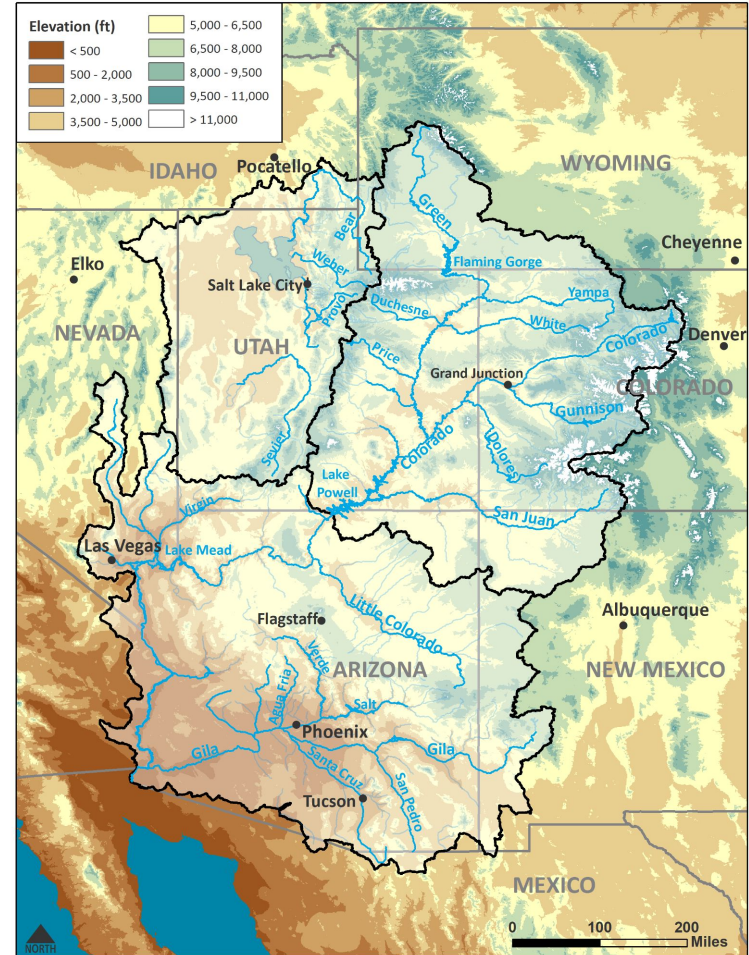 Elevation (ft)
< 500
500 - 2,000
2,000 - 3,500
3,500 - 5,000
5,000 - 6,500
6,500 - 8,000
8,000 - 9,500
9,500 - 11,000
> 11,000
IDAHO
Pocatello
WYOMING
Green
Bear
Cheyenne
Elko
Weber
Flaming Gorge
Salt Lake City
Provo
Duchesne
Yampa
White
NEVADA
UTAH
Colorado
Denver
Price
Grand Junction
COLORADO
Gunnison
Sevier
Colorado
Dolores
Lake
Powell
Virgin
San Juan
Las Vegas
Lake Mead
Flagstaff
Little Colorado
Albuquerque
Verde
ARIZONA
NEW MEXICO
Agua Fria
Salt
Phoenix
Gila
Gila
Santa Cruz
San Pedro
Tucson
MEXICO
NORTH
0 100 200
Miles